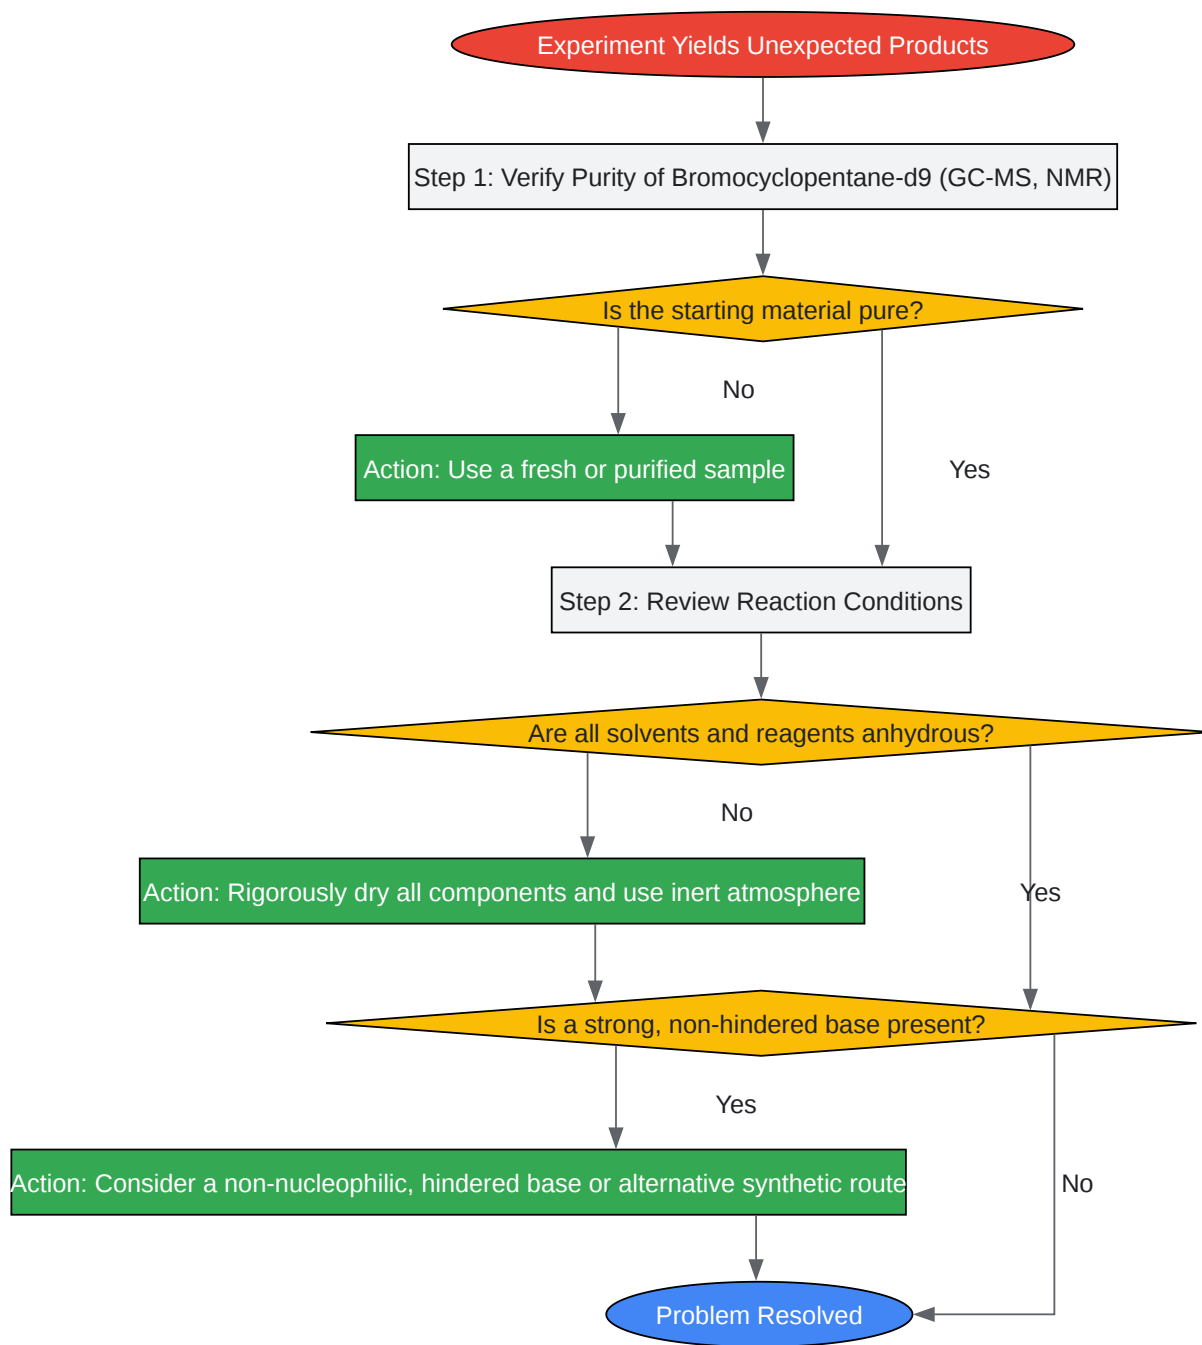 Experiment Yields Unexpected Products
Step 1: Verify Purity of Bromocyclopentane-d9 (GC-MS, NMR)
Is the starting material pure?
No
Action: Use a fresh or purified sample
Yes
Step 2: Review Reaction Conditions
Are all solvents and reagents anhydrous?
No
Action: Rigorously dry all components and use inert atmosphere
Yes
Is a strong, non-hindered base present?
Yes
Action: Consider a non-nucleophilic, hindered base or alternative synthetic route
No
Problem Resolved